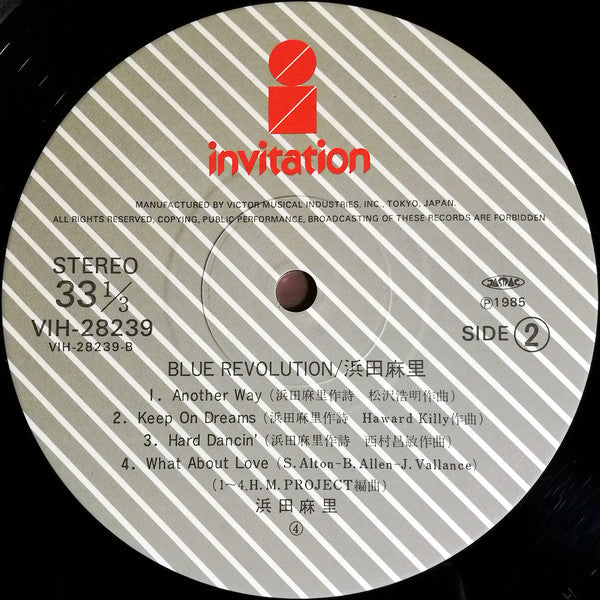 invitation
MANUFACTURED BY VICTOR MUSICAL INDUSTRIES, INC., TOKYO, JAPAN.
ALL RIGHTS RESERVED, COPYING, PUBLIC PERFORMANCE, BROADCASTING OF THESE RECORDS ARE FORBIDDEN
STEREO
33 1/3
VIH-28239
VIH-28239-B
JASRAC
Ⓟ1985
SIDE ②
BLUE REVOLUTION/浜田麻里
1. Another Way (浜田麻里作詩 松沢浩明作曲)
2. Keep On Dreams (浜田麻里作詩 Haward Killy作曲)
3. Hard Dancin' (浜田麻里作詩 西村昌敏作曲)
4. What About Love (S. Alton-B. Allen-J. Vallance)
(1〜4, H. M. PROJECT編曲)
浜田麻里
④